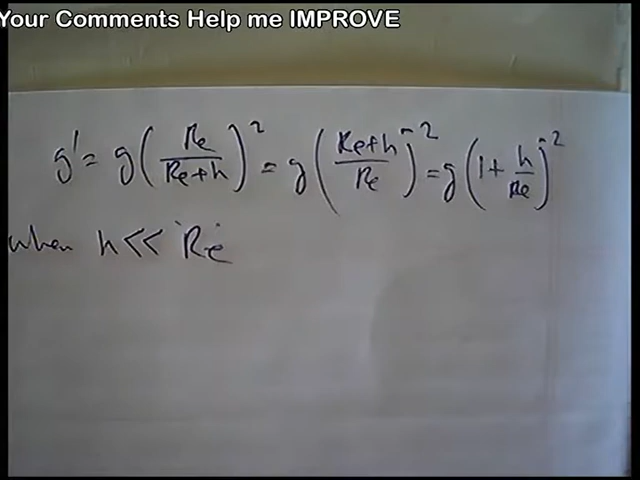 Your Comments Help me IMPROVE
g' = g(Re/Re+h)² = g(Re+h/Re)⁻² = g(1+h/Re)⁻²
when h << Re